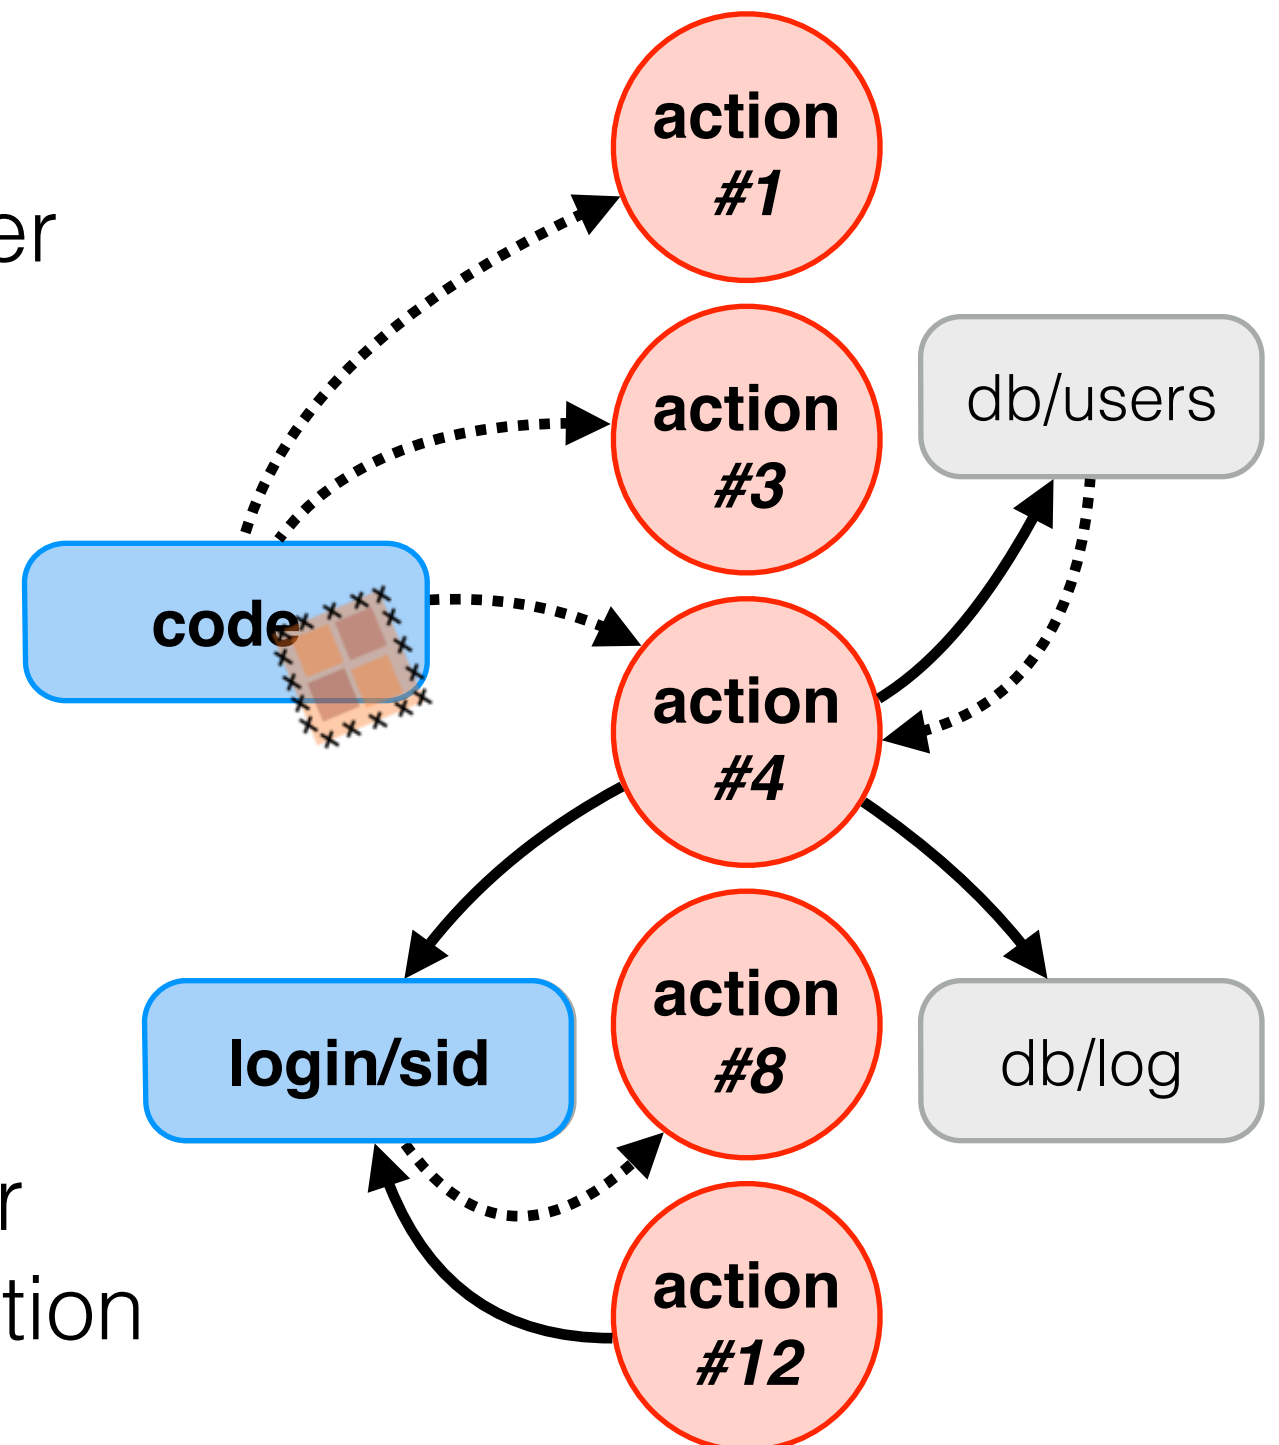 action
#1
er
action
#3
db/users
code
action
#4
action
#8
login/sid
db/log
r
tion
action
#12